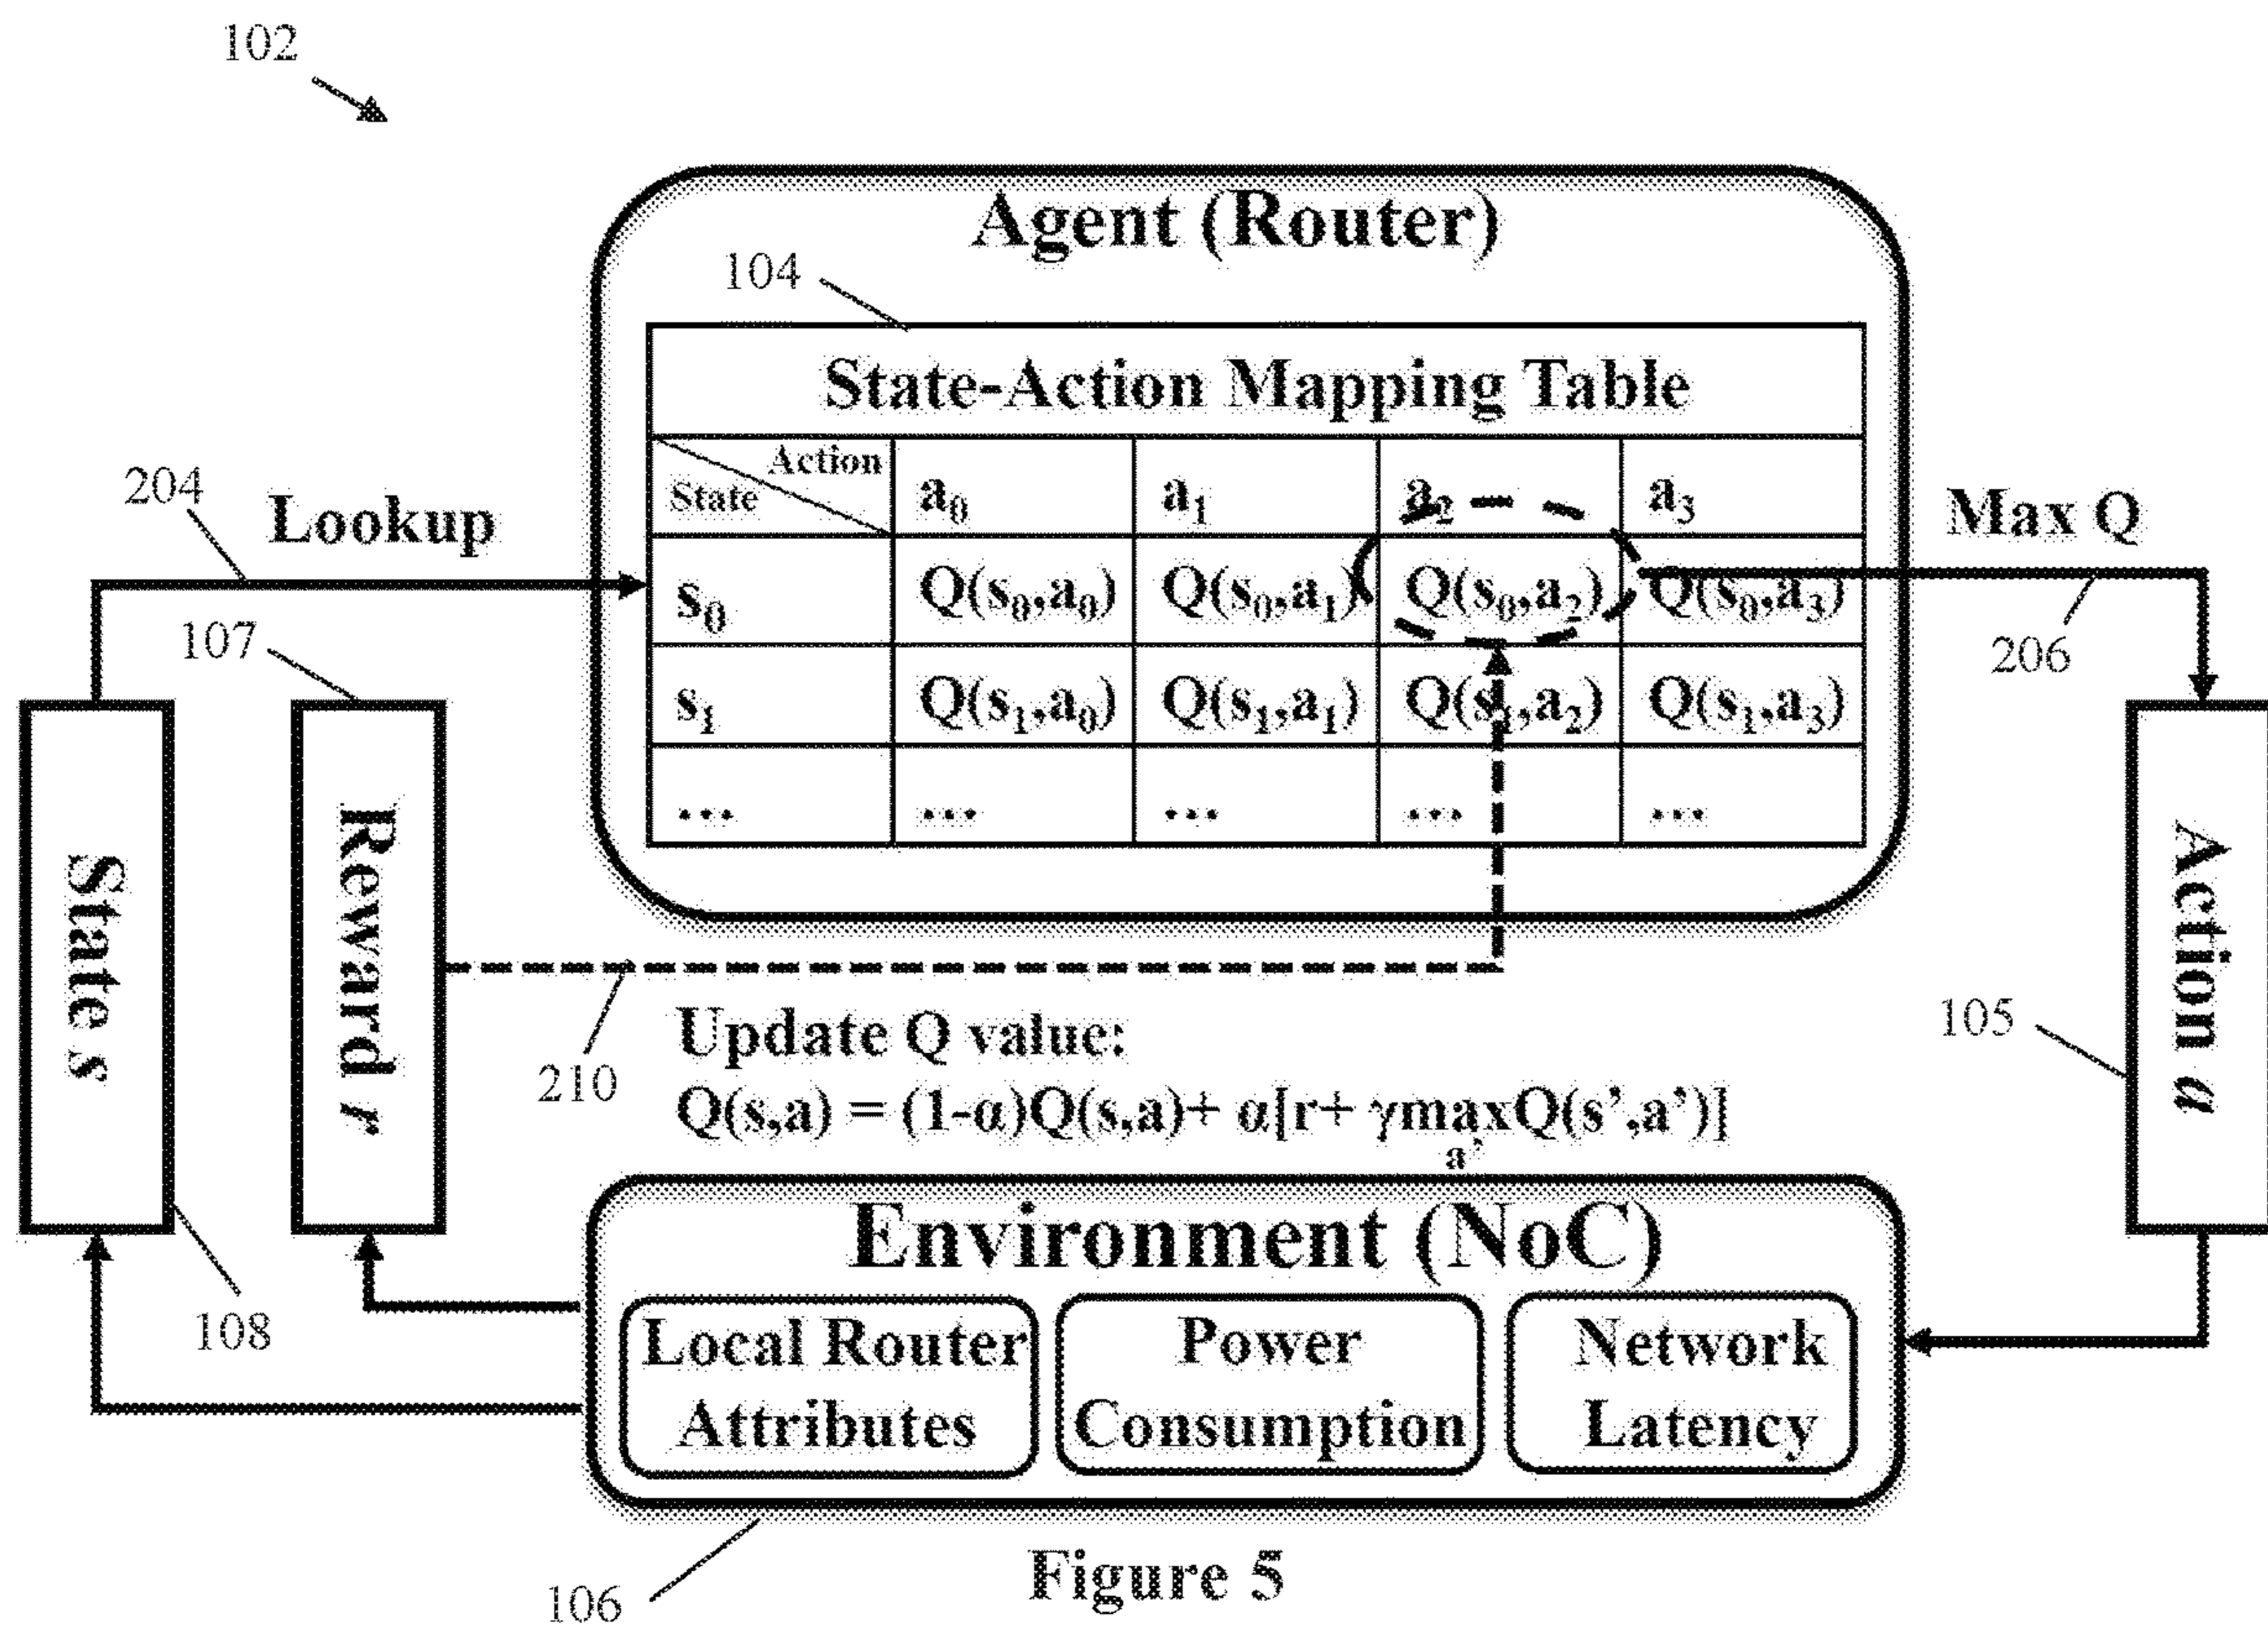 102
Agent (Router)
104
State-Action Mapping Table
Action
State
a₀ a₁ a₂ a₃
s₀ Q(s₀,a₀) Q(s₀,a₁) Q(s₀,a₂) Q(s₀,a₃)
s₁ Q(s₁,a₀) Q(s₁,a₁) Q(s₁,a₂) Q(s₁,a₃)
... ... ... ... ...
204
Lookup
Max Q
206
107
State s
Reward r
Action a
105
210
Update Q value:
Q(s,a) = (1-α)Q(s,a)+ α[r+ γmaxQ(s’,a’)]
a’
108
Environment (NoC)
Local Router
Attributes
Power
Consumption
Network
Latency
106
Figure 5